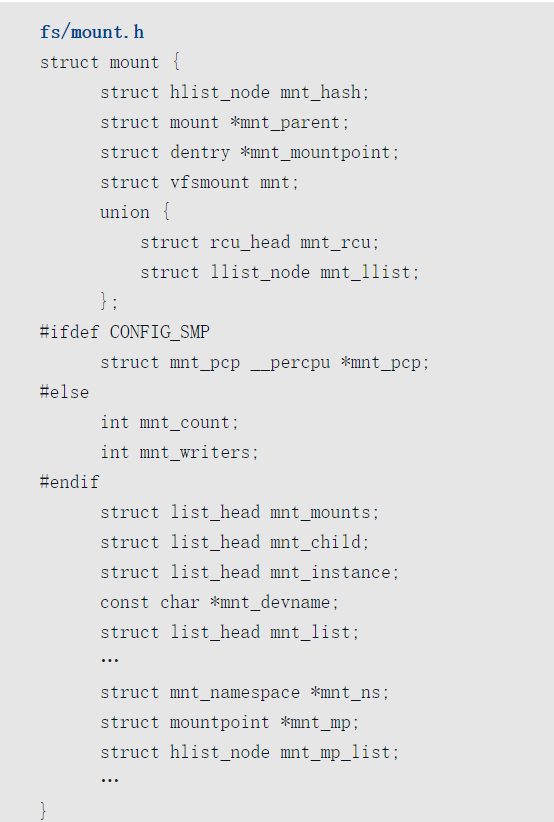 fs/mount.h
struct mount {
struct hlist_node mnt_hash;
struct mount *mnt_parent;
struct dentry *mnt_mountpoint;
struct vfsmount mnt;
union {
struct rcu_head mnt_rcu;
struct llist_node mnt_llist;
};
#ifdef CONFIG_SMP
struct mnt_pcp __percpu *mnt_pcp;
#else
int mnt_count;
int mnt_writers;
#endif
struct list_head mnt_mounts;
struct list_head mnt_child;
struct list_head mnt_instance;
const char *mnt_devname;
struct list_head mnt_list;
…
struct mnt_namespace *mnt_ns;
struct mountpoint *mnt_mp;
struct hlist_node mnt_mp_list;
…
}